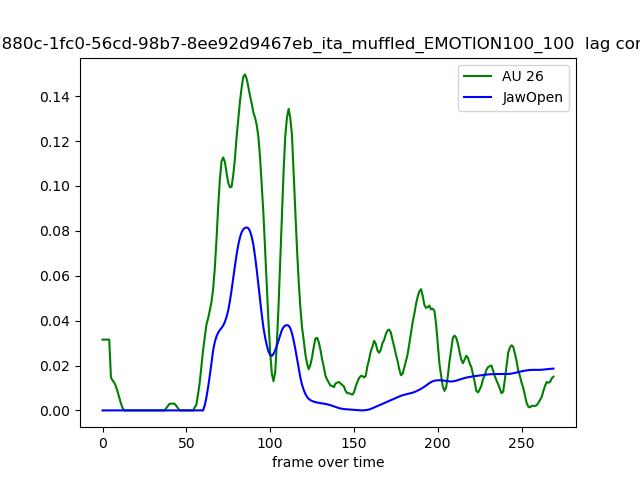 880c-1fc0-56cd-98b7-8ee92d9467eb_ita_muffled_EMOTION100_100 lag
AU 26
JawOpen
0.14
0.12
0.10
0.08
0.06
0.04
0.02
0.00
0 50 100 150 200 250
frame over time